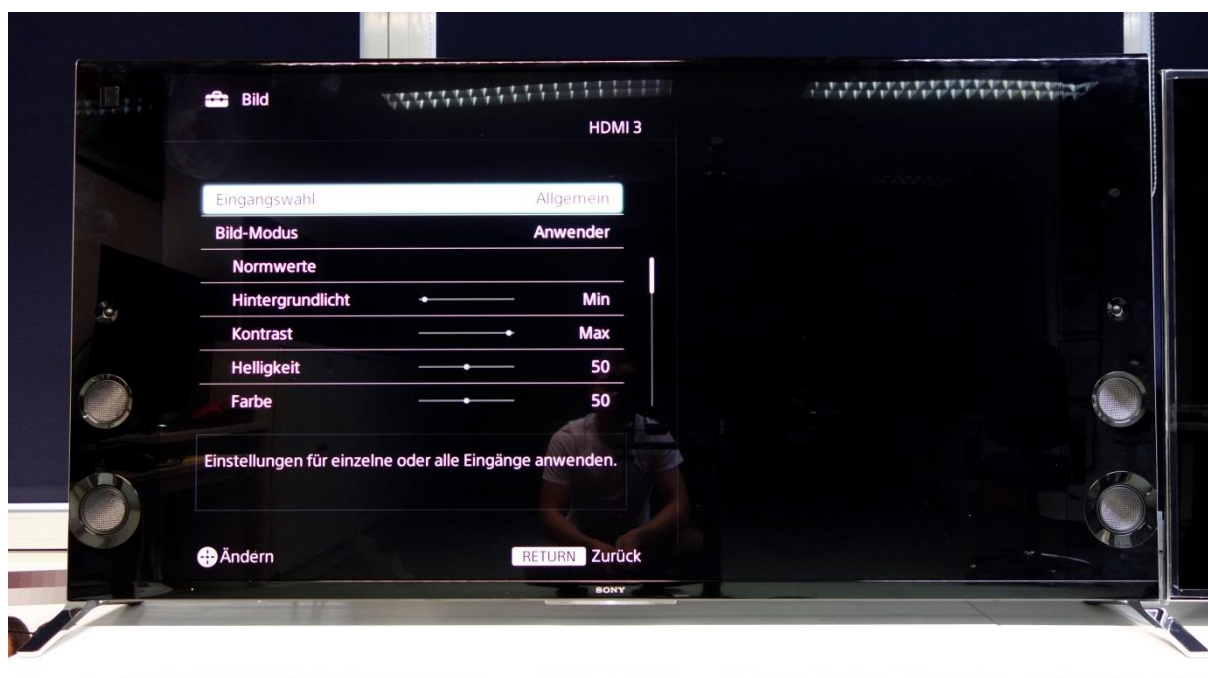 Bild
HDMI 3
Eingangswahl Allgemein
Bild-Modus Anwender
Normwerte
Hintergrundlicht Min
Kontrast Max
Helligkeit 50
Farbe 50
Einstellungen für einzelne oder alle Eingänge anwenden.
Ändern RETURN Zurück
SONY